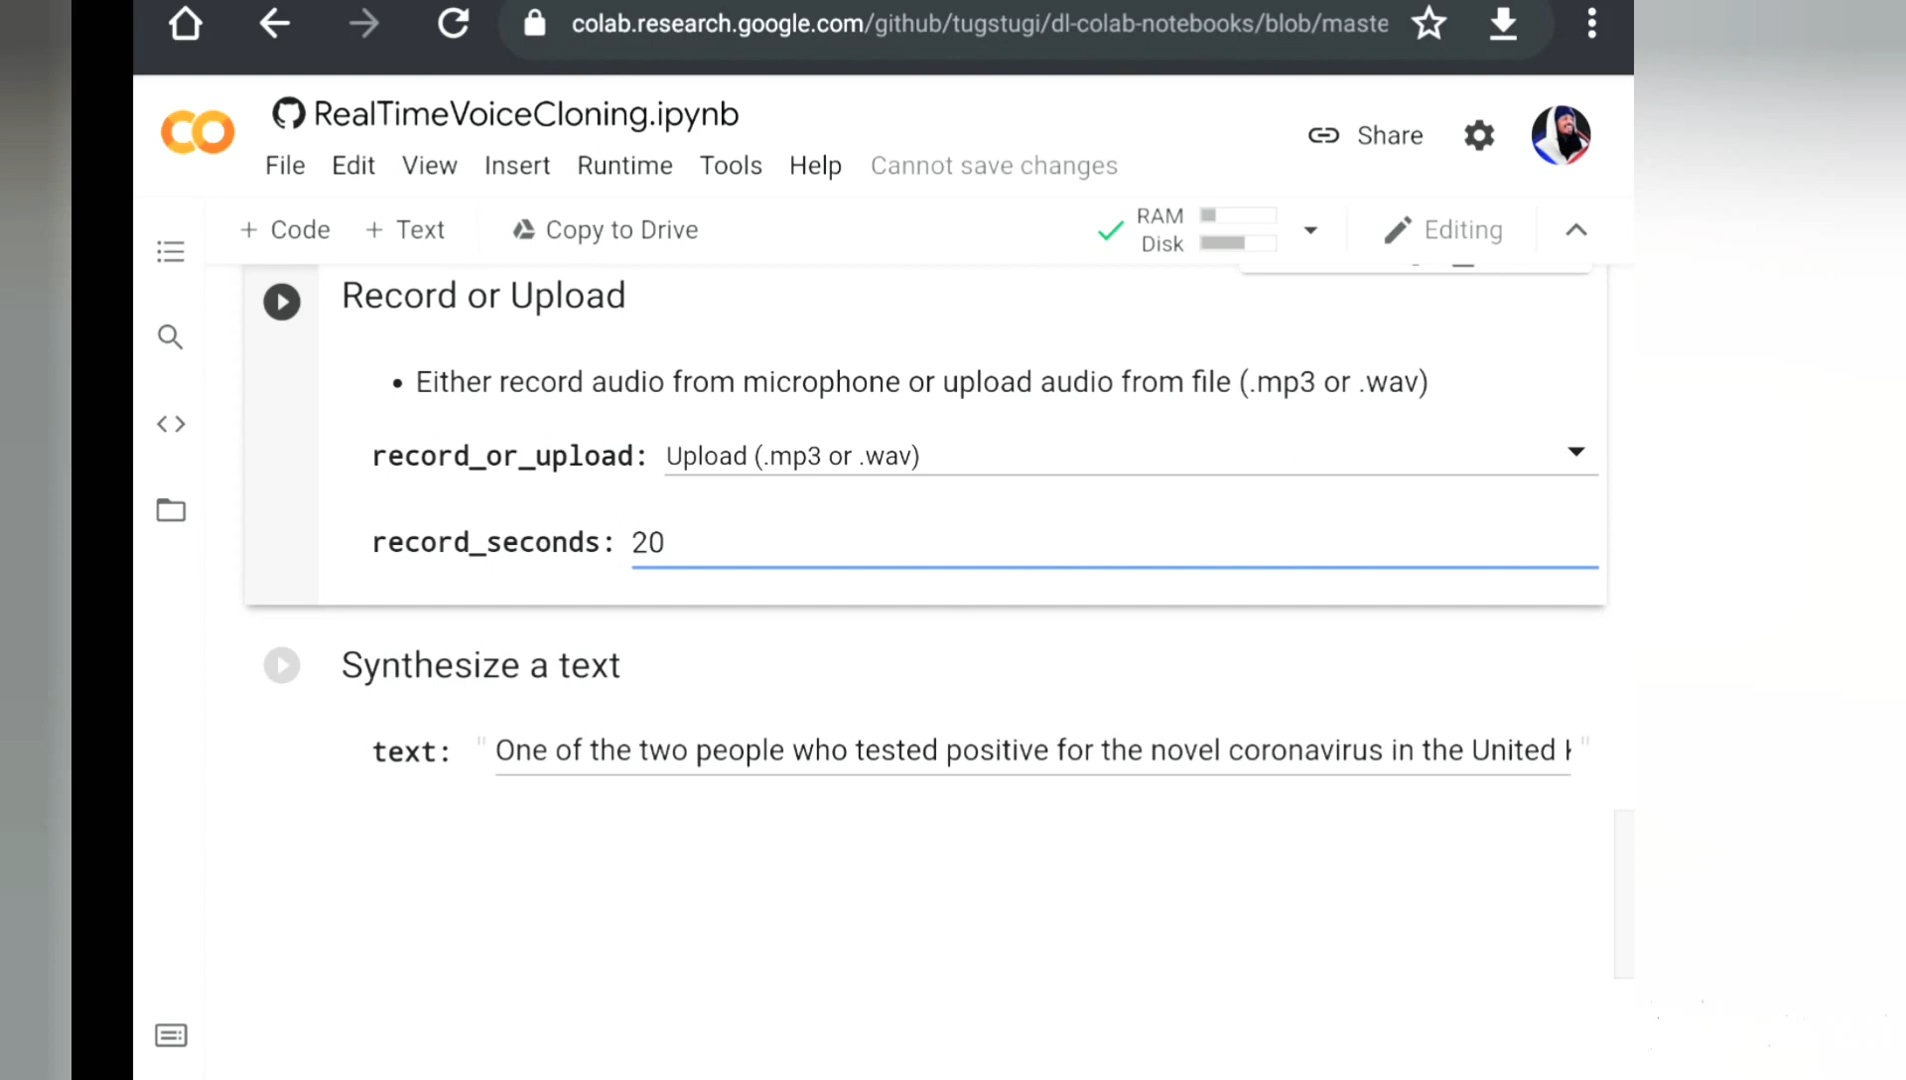 colab.research.google.com/github/tugstugi/dl-colab-notebooks/blob/maste
RealTimeVoiceCloning.ipynb
Share
File Edit View Insert Runtime Tools Help Cannot save changes
+ Code + Text Copy to Drive RAM Disk Editing
Record or Upload
• Either record audio from microphone or upload audio from file (.mp3 or .wav)
record_or_upload: Upload (.mp3 or .wav)
record_seconds: 20
Synthesize a text
text: " One of the two people who tested positive for the novel coronavirus in the United "